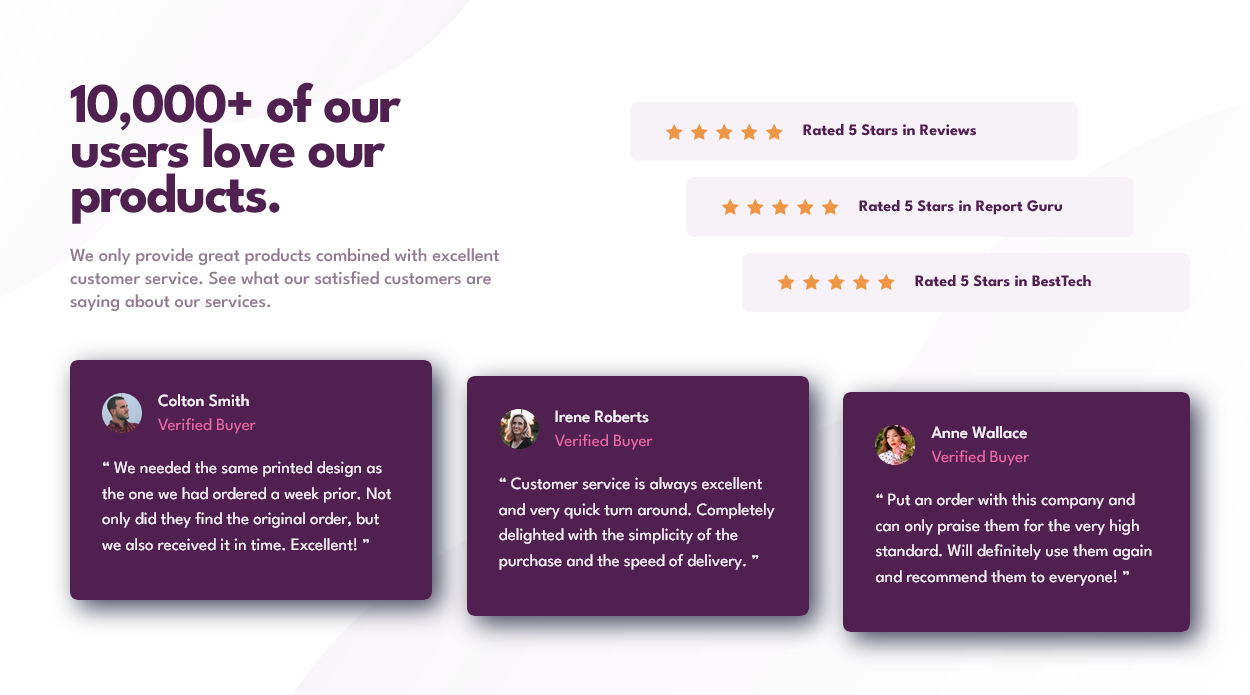 10,000+ of our
users love our
products.
We only provide great products combined with excellent
customer service. See what our satisfied customers are
saying about our services.
Rated 5 Stars in Reviews
Rated 5 Stars in Report Guru
Rated 5 Stars in BestTech
Colton Smith
Verified Buyer
“ We needed the same printed design as
the one we had ordered a week prior. Not
only did they find the original order, but
we also received it in time. Excellent! ”
Irene Roberts
Verified Buyer
“ Customer service is always excellent
and very quick turn around. Completely
delighted with the simplicity of the
purchase and the speed of delivery. ”
Anne Wallace
Verified Buyer
“ Put an order with this company and
can only praise them for the very high
standard. Will definitely use them again
and recommend them to everyone! ”